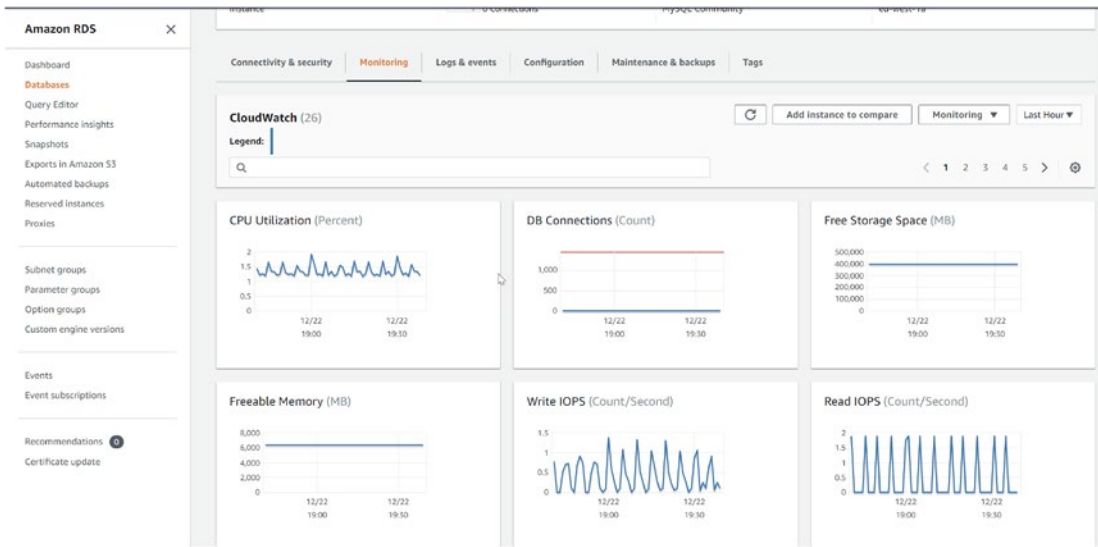 Instance
0 Connections
MySQL Community
eu-west-1a
Amazon RDS
Dashboard
Databases
Query Editor
Performance insights
Snapshots
Exports in Amazon S3
Automated backups
Reserved instances
Proxies
Subnet groups
Parameter groups
Option groups
Custom engine versions
Events
Event subscriptions
Recommendations 0
Certificate update
Connectivity & security Monitoring Logs & events Configuration Maintenance & backups Tags
CloudWatch (26)
Add instance to compare Monitoring Last Hour
Legend:
1 2 3 4 5
CPU Utilization (Percent)
2
1.5
1
0.5
0
12/22 12/22
19:00 19:30
DB Connections (Count)
1,000
500
0
12/22 12/22
19:00 19:30
Free Storage Space (MB)
500,000
400,000
300,000
200,000
100,000
0
12/22 12/22
19:00 19:30
Freeable Memory (MB)
8,000
6,000
4,000
2,000
0
12/22 12/22
19:00 19:30
Write IOPS (Count/Second)
1.5
1
0.5
0
12/22 12/22
19:00 19:30
Read IOPS (Count/Second)
2
1.5
1
0.5
0
12/22 12/22
19:00 19:30